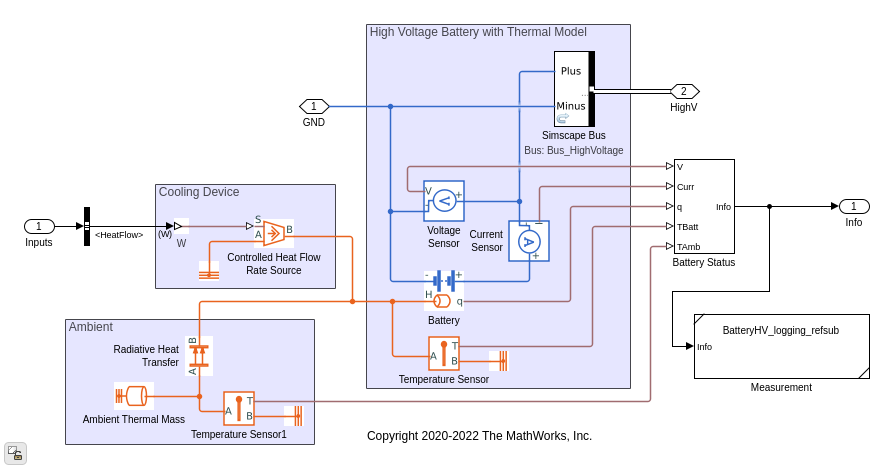 High Voltage Battery with Thermal Model
Plus
...
Minus
Simscape Bus
Bus: Bus_HighVoltage
1
GND
2
HighV
V
+
-
V
Voltage
Sensor
Current
Sensor
I
A
+
V
Curr
q
TBatt
TAmb
Info
Battery Status
1
Info
Cooling Device
1
Inputs
<HeatFlow>
(W)
W
S
A
B
Controlled Heat Flow
Rate Source
-
+
H
q
Battery
A
T
B
Temperature Sensor
Ambient
Radiative Heat
Transfer
B
A
Ambient Thermal Mass
A
T
B
Temperature Sensor1
BatteryHV_logging_refsub
Info
Measurement
Copyright 2020-2022 The MathWorks, Inc.